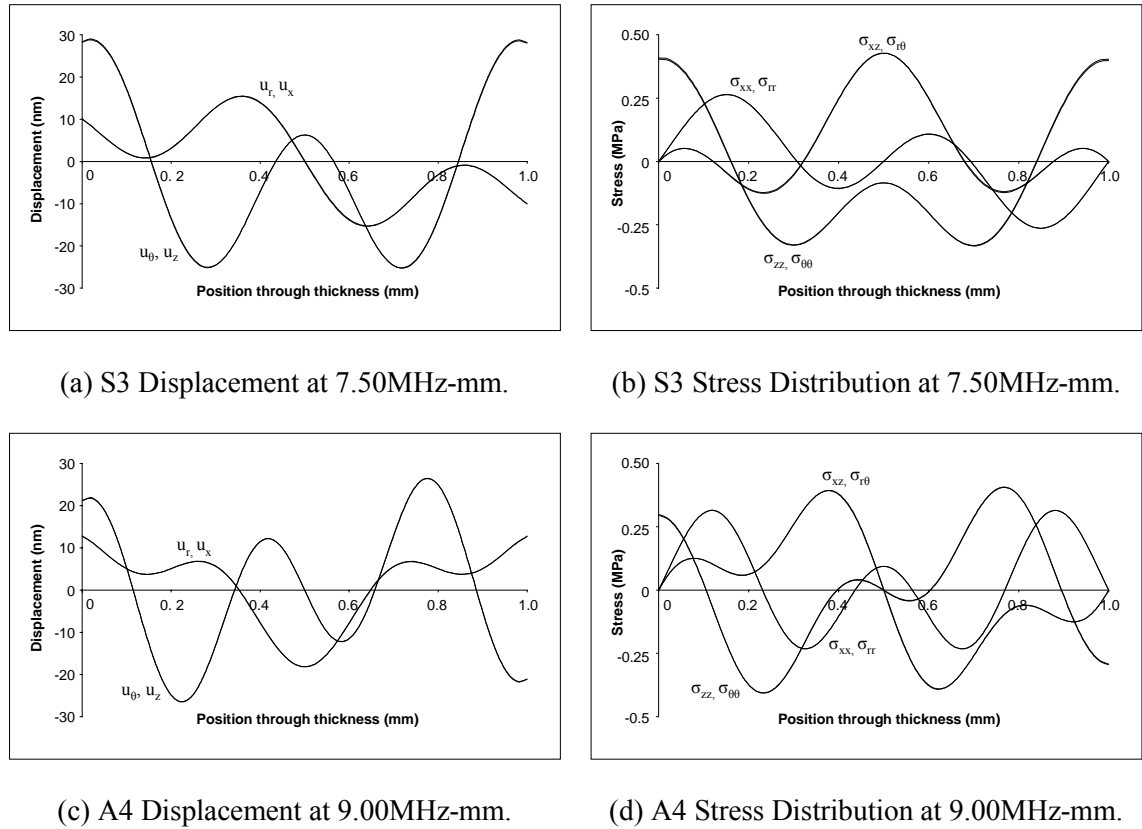 30
20
10
0
-10
-20
-30
0 0.2 0.4 0.6 0.8 1.0
Displacement (nm)
Position through thickness (mm)
u_r, u_x
u_θ, u_z
0.50
0.25
0
-0.25
-0.5
0 0.2 0.4 0.6 0.8 1.0
Stress (MPa)
Position through thickness (mm)
σ_xz, σ_rθ
σ_xx, σ_rr
σ_zz, σ_θθ
(a) S3 Displacement at 7.50MHz-mm.
(b) S3 Stress Distribution at 7.50MHz-mm.
30
20
10
0
-10
-20
-30
0 0.2 0.4 0.6 0.8 1.0
Displacement (nm)
Position through thickness (mm)
u_r, u_x
u_θ, u_z
0.50
0.25
0
-0.25
-0.5
0 0.2 0.4 0.6 0.8 1.0
Stress (MPa)
Position through thickness (mm)
σ_xz, σ_rθ
σ_xx, σ_rr
σ_zz, σ_θθ
(c) A4 Displacement at 9.00MHz-mm.
(d) A4 Stress Distribution at 9.00MHz-mm.